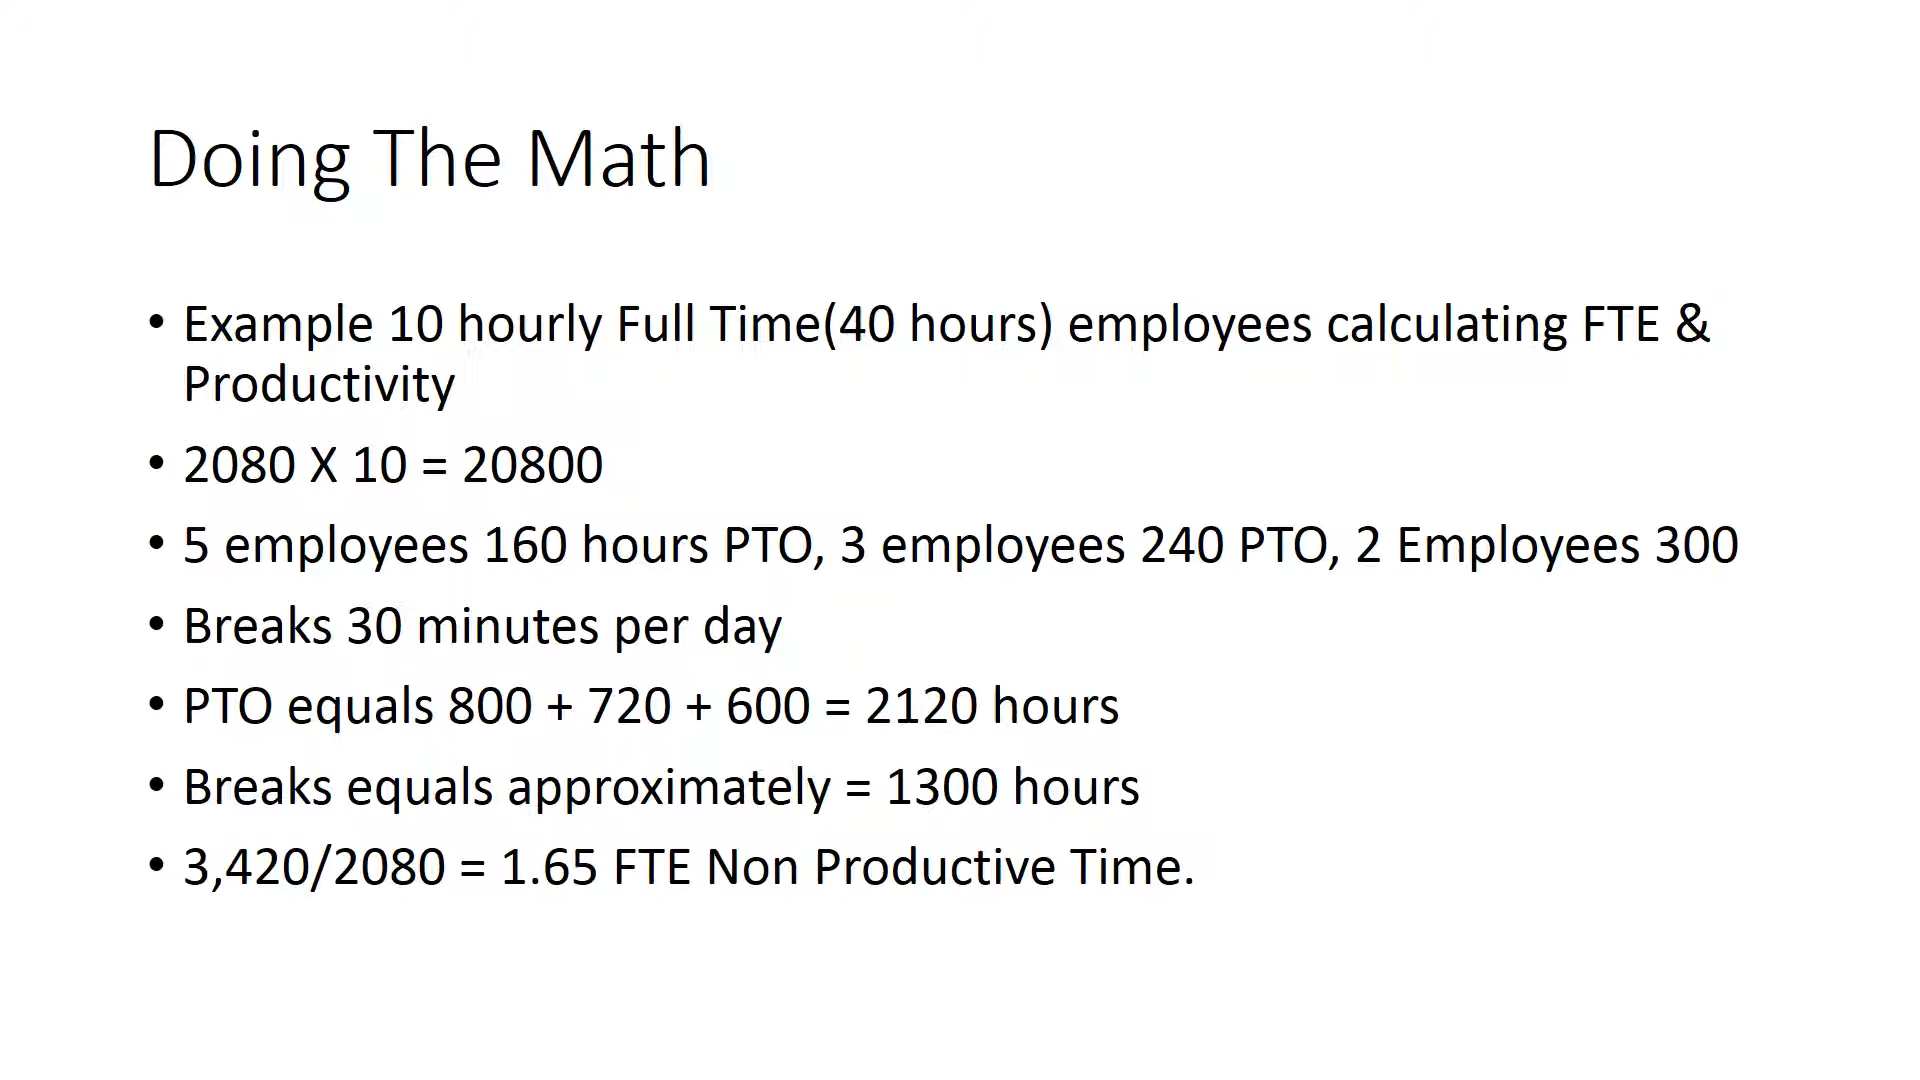 Doing The Math
• Example 10 hourly Full Time(40 hours) employees calculating FTE &
Productivity
• 2080 X 10 = 20800
• 5 employees 160 hours PTO, 3 employees 240 PTO, 2 Employees 300
• Breaks 30 minutes per day
• PTO equals 800 + 720 + 600 = 2120 hours
• Breaks equals approximately = 1300 hours
• 3,420/2080 = 1.65 FTE Non Productive Time.